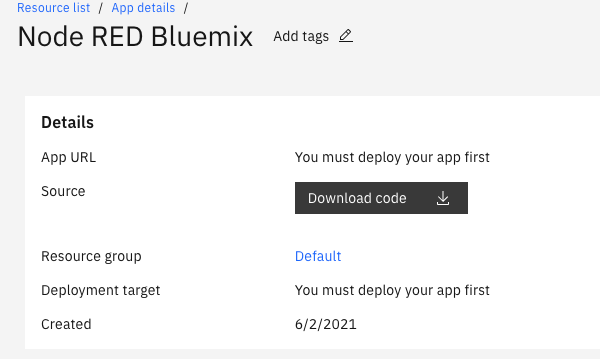 Resource list / App details /
Node RED Bluemix Add tags
Details
App URL You must deploy your app first
Source Download code
Resource group Default
Deployment target You must deploy your app first
Created 6/2/2021